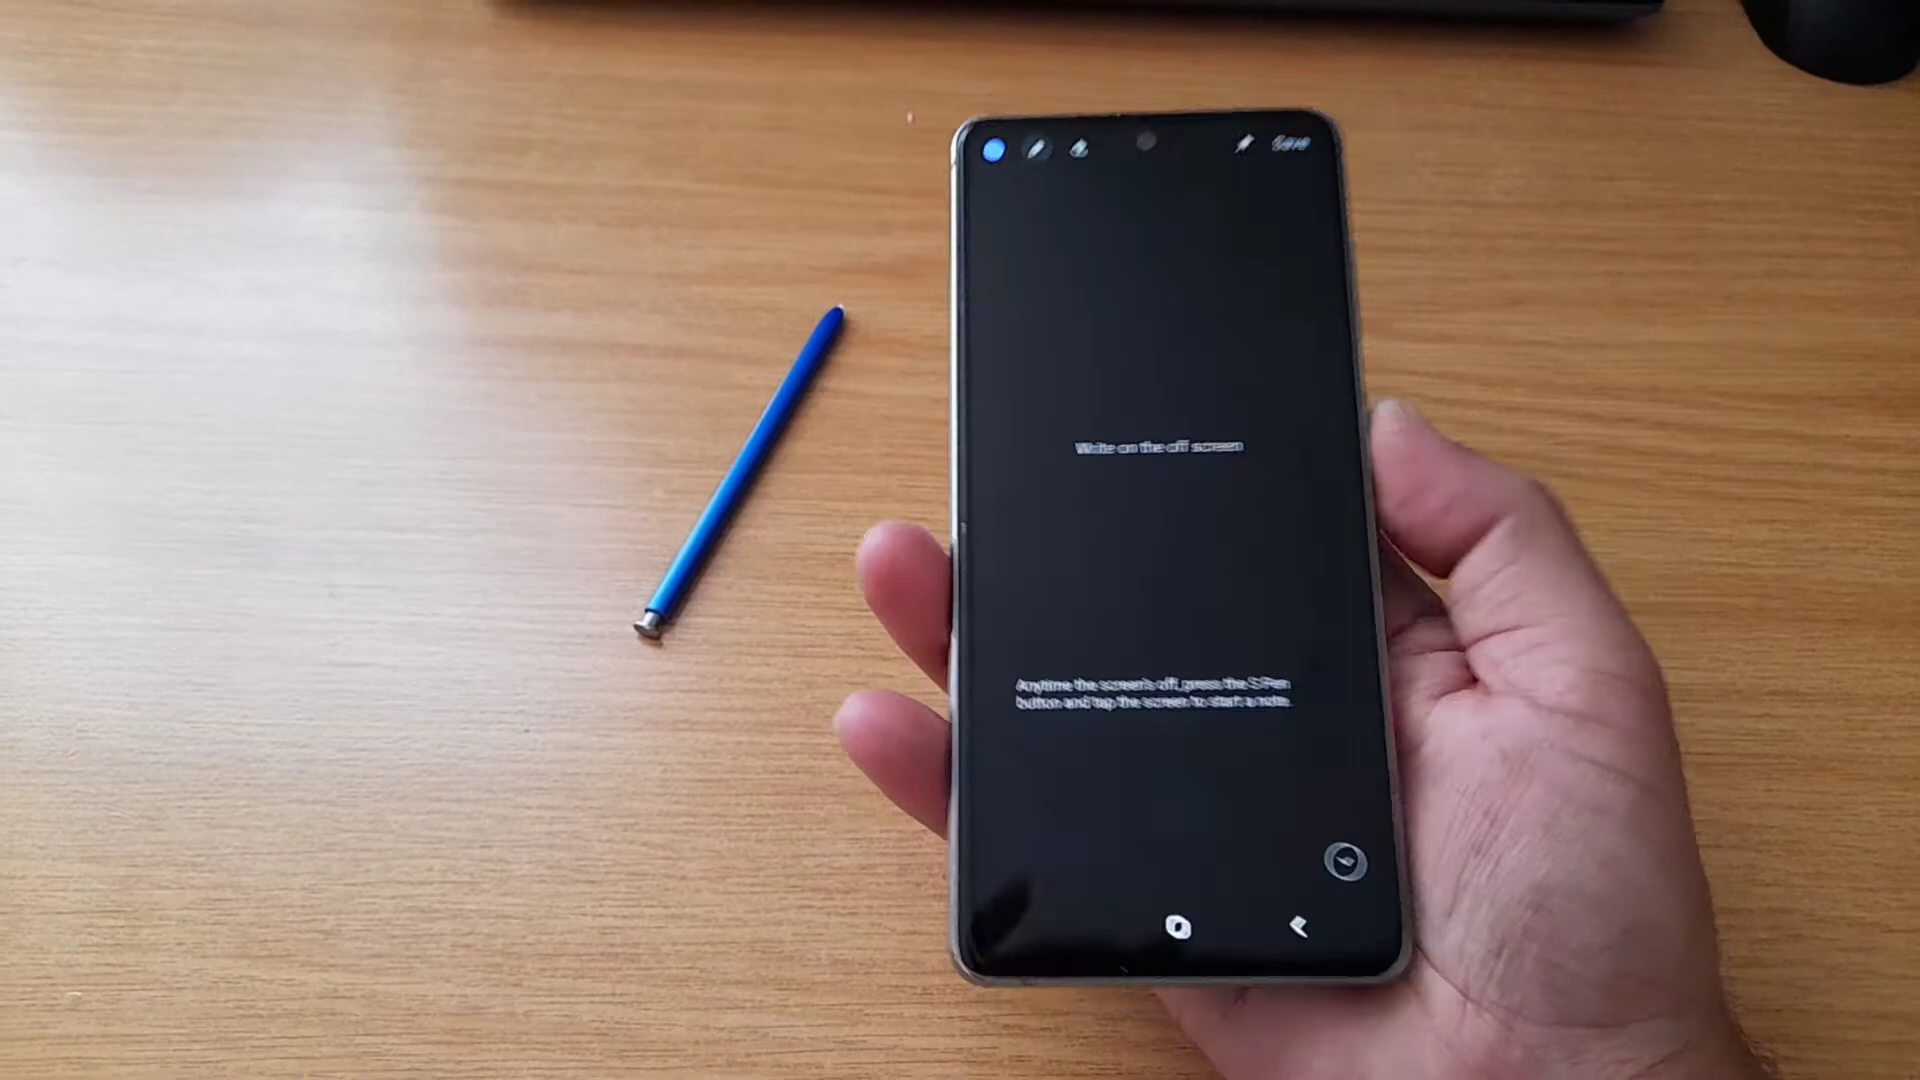 Save
Write on the off screen
Anytime the screen's off, press the S Pen
button and tap the screen to start a note.